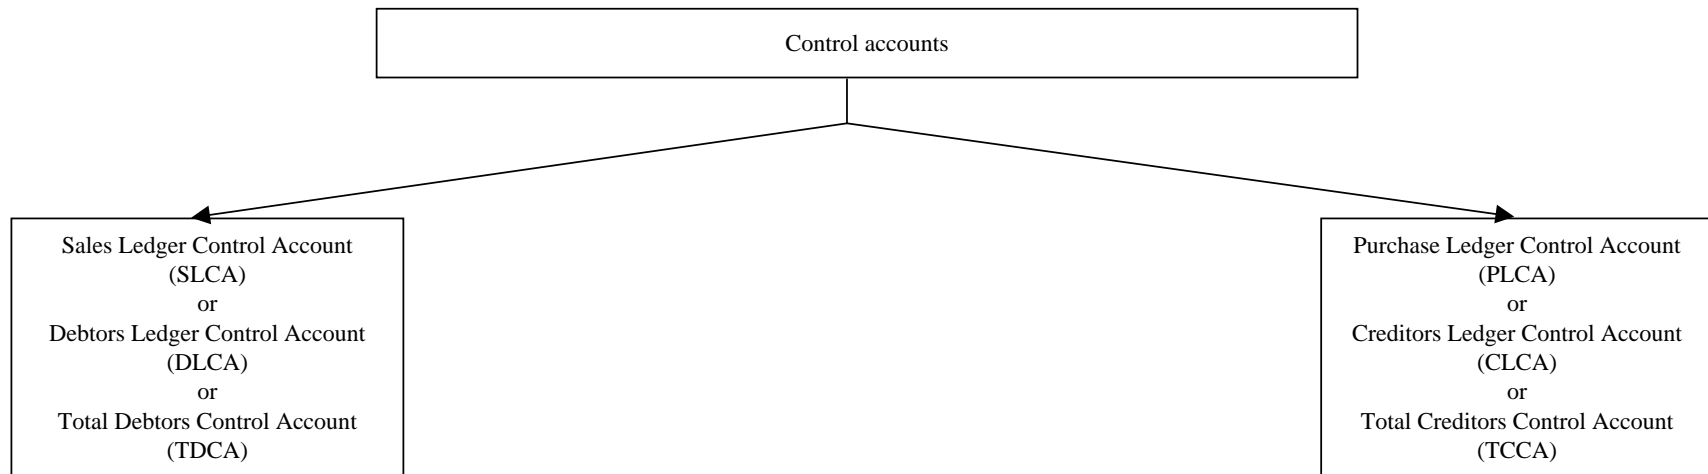 Control accounts
Sales Ledger Control Account
(SLCA)
or
Debtors Ledger Control Account
(DLCA)
or
Total Debtors Control Account
(TDCA)
Purchase Ledger Control Account
(PLCA)
or
Creditors Ledger Control Account
(CLCA)
or
Total Creditors Control Account
(TCCA)